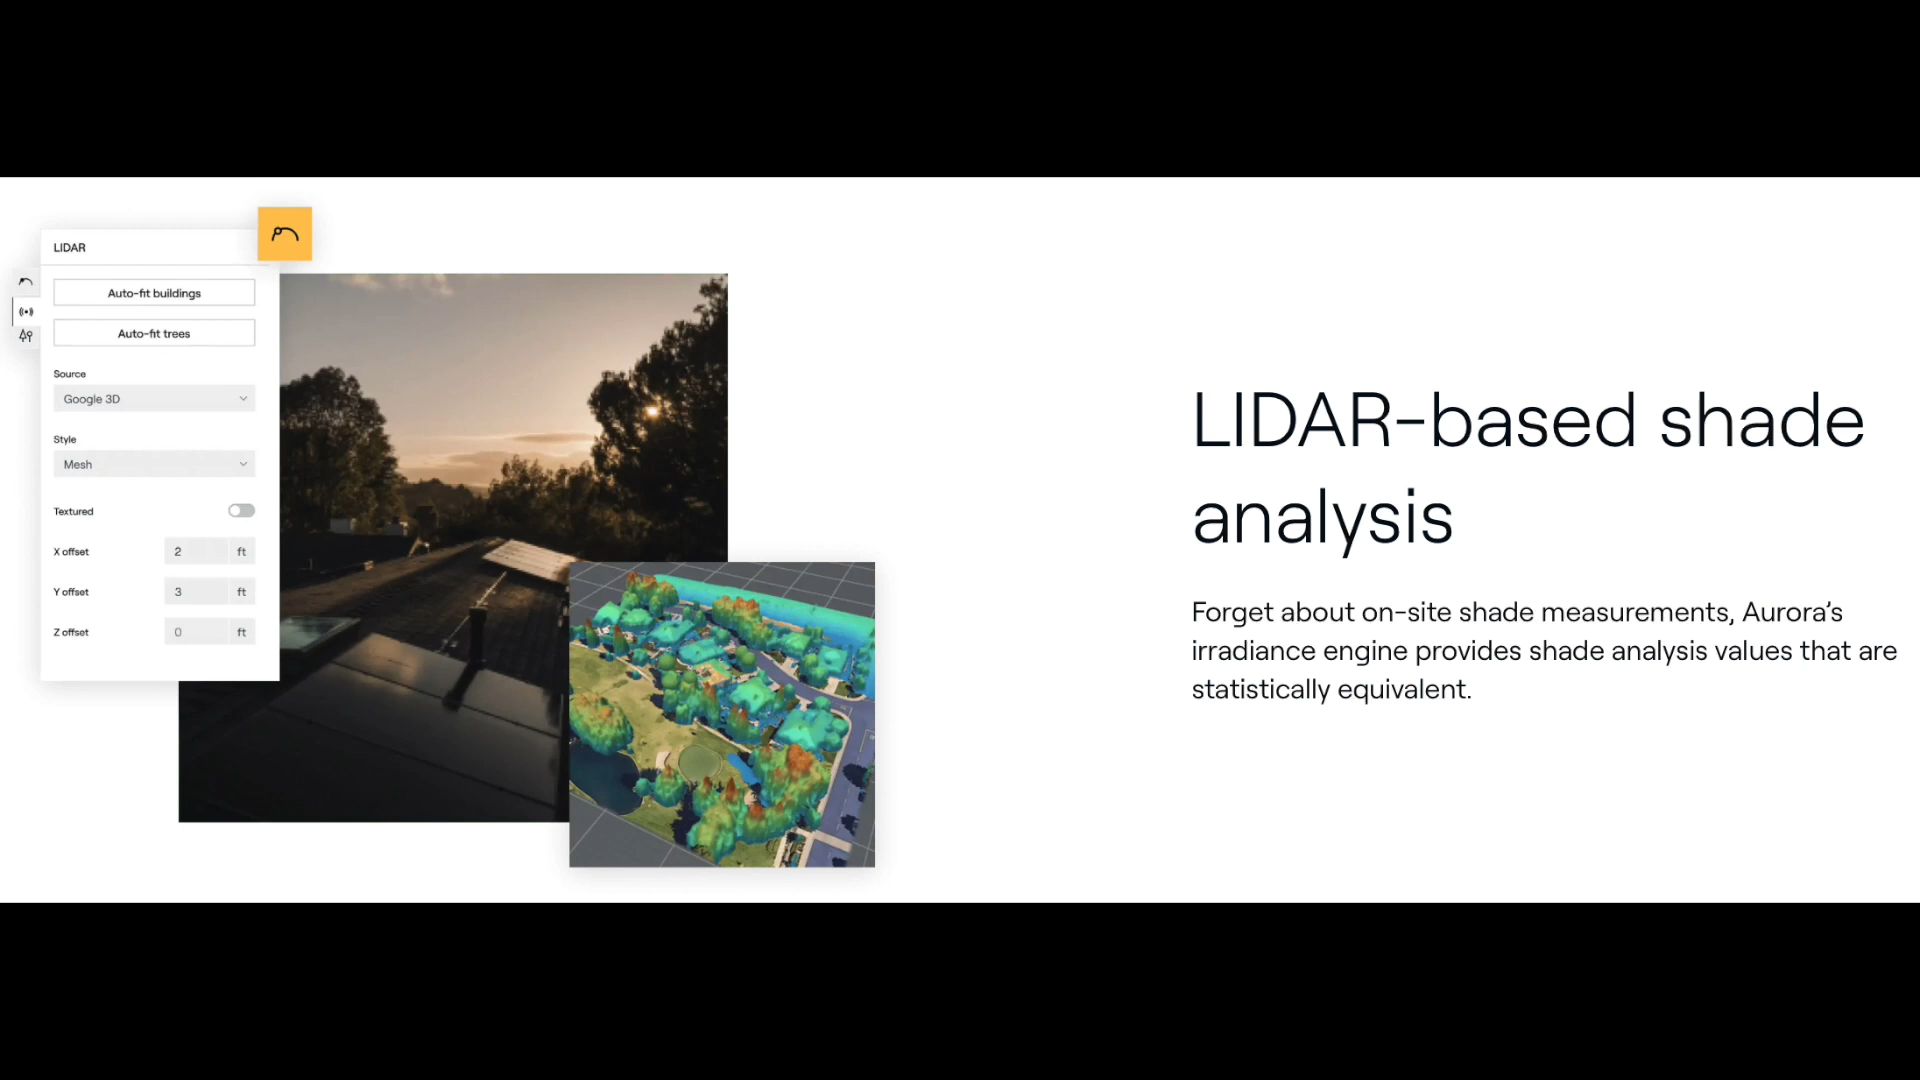 LIDAR
Auto-fit buildings
Auto-fit trees
Source
Google 3D
Style
Mesh
Textured
X offset 2 ft
Y offset 3 ft
Z offset 0 ft
LIDAR-based shade
analysis
Forget about on-site shade measurements, Aurora’s
irradiance engine provides shade analysis values that are
statistically equivalent.